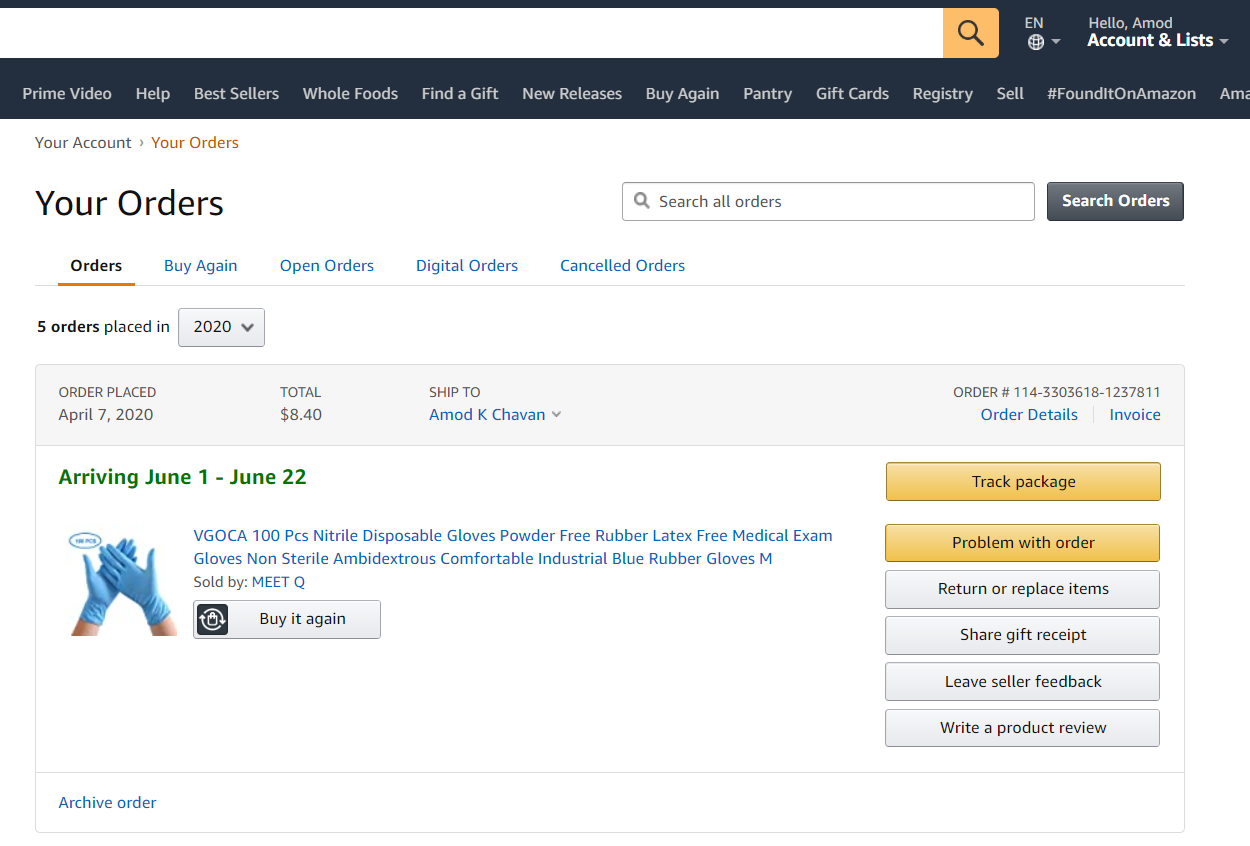 EN
Hello, Amod
Account & Lists
Prime Video Help Best Sellers Whole Foods Find a Gift New Releases Buy Again Pantry Gift Cards Registry Sell #FoundItOnAmazon Ama
Your Account › Your Orders
Your Orders
Search all orders
Search Orders
Orders Buy Again Open Orders Digital Orders Cancelled Orders
5 orders placed in 2020
ORDER PLACED TOTAL SHIP TO ORDER # 114-3303618-1237811
April 7, 2020 $8.40 Amod K Chavan Order Details Invoice
Arriving June 1 - June 22
Track package
100 PCS
VGOCA 100 Pcs Nitrile Disposable Gloves Powder Free Rubber Latex Free Medical Exam
Gloves Non Sterile Ambidextrous Comfortable Industrial Blue Rubber Gloves M
Sold by: MEET Q
Buy it again
Problem with order
Return or replace items
Share gift receipt
Leave seller feedback
Write a product review
Archive order